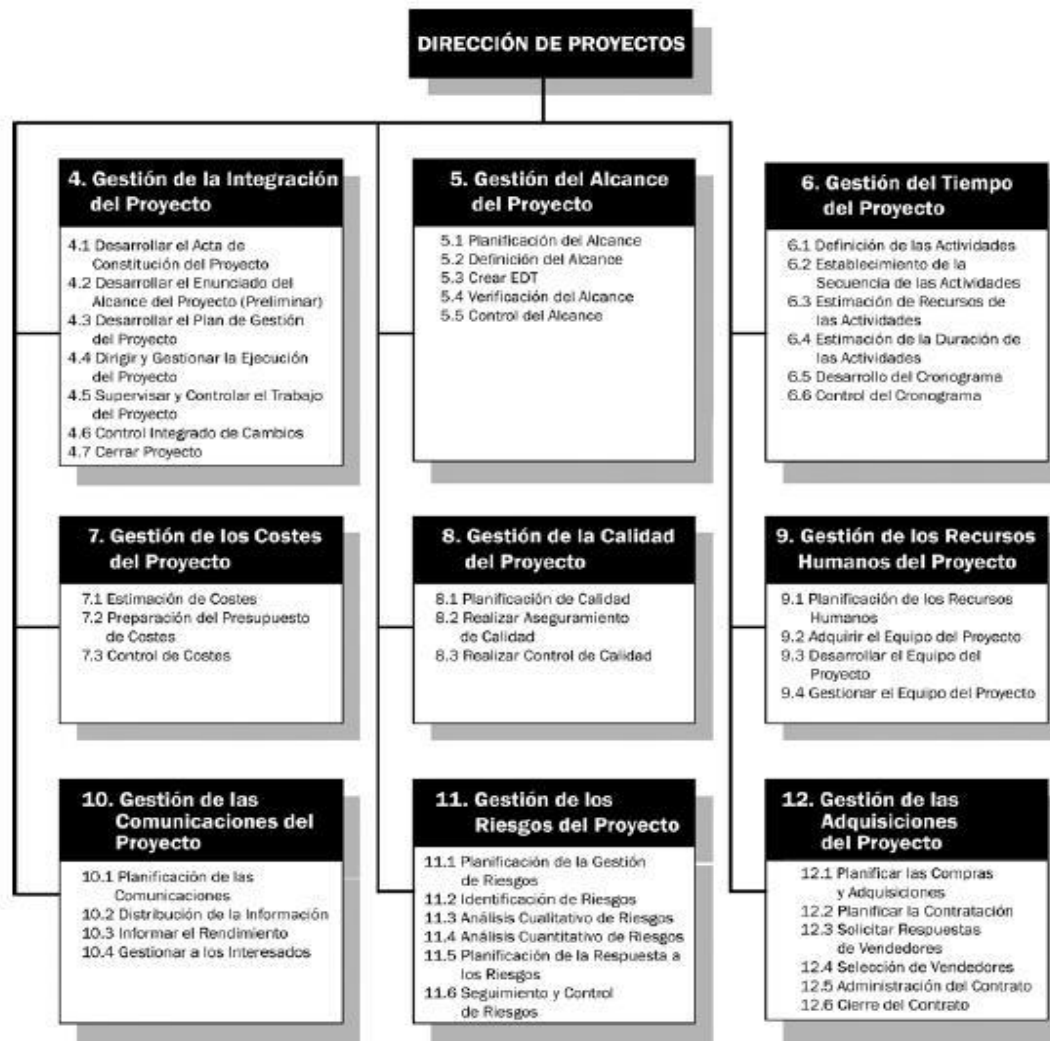 DIRECCIÓN DE PROYECTOS
4. Gestión de la Integración
del Proyecto
4.1 Desarrollar el Acta de
Constitución del Proyecto
4.2 Desarrollar el Enunciado del
Alcance del Proyecto (Preliminar)
4.3 Desarrollar el Plan de Gestión
del Proyecto
4.4 Dirigir y Gestionar la Ejecución
del Proyecto
4.5 Supervisar y Controlar el Trabajo
del Proyecto
4.6 Control Integrado de Cambios
4.7 Cerrar Proyecto
5. Gestión del Alcance
del Proyecto
5.1 Planificación del Alcance
5.2 Definición del Alcance
5.3 Crear EDT
5.4 Verificación del Alcance
5.5 Control del Alcance
6. Gestión del Tiempo
del Proyecto
6.1 Definición de las Actividades
6.2 Establecimiento de la
Secuencia de las Actividades
6.3 Estimación de Recursos de
las Actividades
6.4 Estimación de la Duración de
las Actividades
6.5 Desarrollo del Cronograma
6.6 Control del Cronograma
7. Gestión de los Costes
del Proyecto
7.1 Estimación de Costes
7.2 Preparación del Presupuesto
de Costes
7.3 Control de Costes
8. Gestión de la Calidad
del Proyecto
8.1 Planificación de Calidad
8.2 Realizar Aseguramiento
de Calidad
8.3 Realizar Control de Calidad
9. Gestión de los Recursos
Humanos del Proyecto
9.1 Planificación de los Recursos
Humanos
9.2 Adquirir el Equipo del Proyecto
9.3 Desarrollar el Equipo del
Proyecto
9.4 Gestionar el Equipo del Proyecto
10. Gestión de las
Comunicaciones del
Proyecto
10.1 Planificación de las
Comunicaciones
10.2 Distribución de la Información
10.3 Informar el Rendimiento
10.4 Gestionar a los Interesados
11. Gestión de los
Riesgos del Proyecto
11.1 Planificación de la Gestión
de Riesgos
11.2 Identificación de Riesgos
11.3 Análisis Cualitativo de Riesgos
11.4 Análisis Cuantitativo de Riesgos
11.5 Planificación de la Respuesta a
los Riesgos
11.6 Seguimiento y Control
de Riesgos
12. Gestión de las
Adquisiciones
del Proyecto
12.1 Planificar las Compras
y Adquisiciones
12.2 Planificar la Contratación
12.3 Solicitar Respuestas
de Vendedores
12.4 Selección de Vendedores
12.5 Administración del Contrato
12.6 Cierre del Contrato